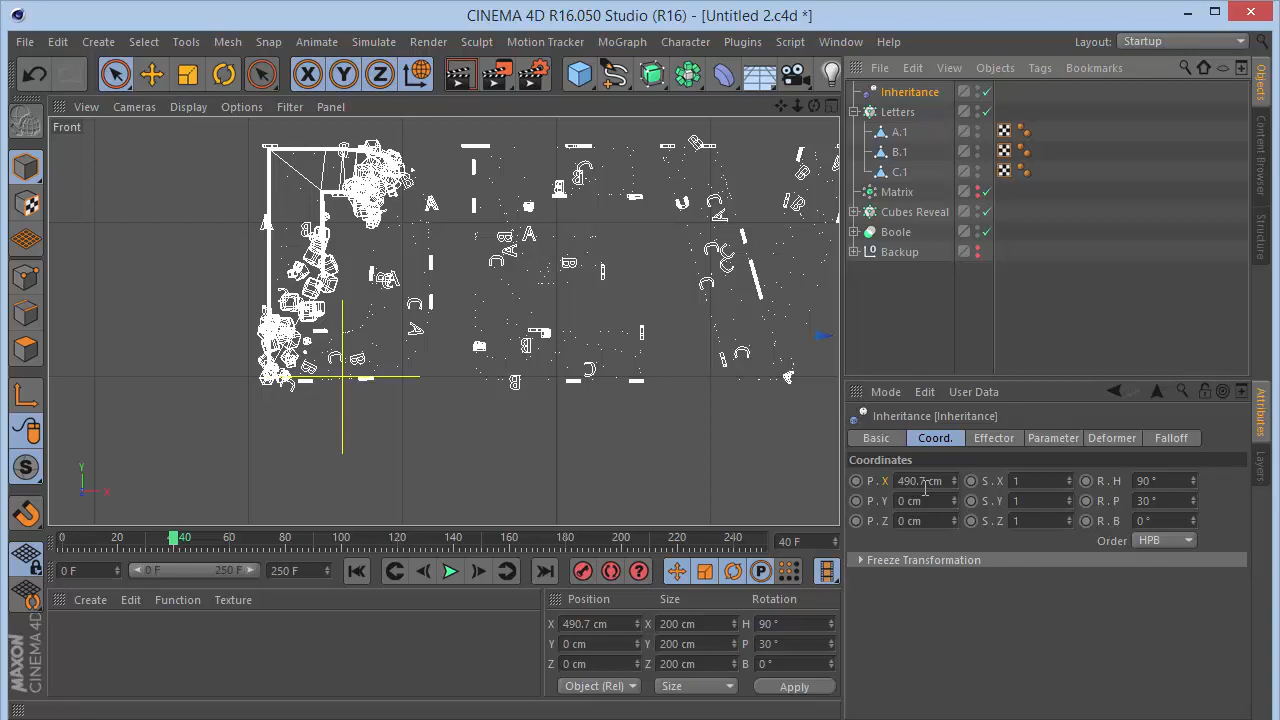 CINEMA 4D R16.050 Studio (R16) - [Untitled 2.c4d *]
File Edit Create Select Tools Mesh Snap Animate Simulate Render Sculpt Motion Tracker MoGraph Character Plugins Script Window Help Layout: Startup
X Y Z
File Edit View Objects Tags Bookmarks
View Cameras Display Options Filter Panel
Front
Inheritance
Letters
A.1
B.1
C.1
Matrix
Cubes Reveal
Boole
Backup
Objects
Content Browser
Structure
Y
X
Mode Edit User Data
Inheritance [Inheritance]
Basic Coord. Effector Parameter Deformer Falloff
Coordinates
P . X 490.7 cm S . X 1 R . H 90 °
P . Y 0 cm S . Y 1 R . P 30 °
P . Z 0 cm S . Z 1 R . B 0 °
Order HPB
Freeze Transformation
Attributes
Layers
0 20 40 60 80 100 120 140 160 180 200 220 240 40 F
0 F 0 F 250 F 250 F
Create Edit Function Texture
Position Size Rotation
X 490.7 cm X 200 cm H 90 °
Y 0 cm Y 200 cm P 30 °
Z 0 cm Z 200 cm B 0 °
Object (Rel) Size Apply
MAXON
CINEMA 4D